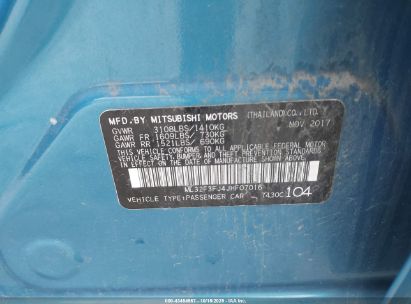 MFD.BY MITSUBISHI MOTORS (THAILAND) CO., LTD.
GVWR 3108LBS/1410KG NOV 2017
GAWR FR 1609LBS/ 730KG
GAWR RR 1521LBS/ 690KG
THIS VEHICLE CONFORMS TO ALL APPLICABLE FEDERAL MOTOR
VEHICLE SAFETY, BUMPER, AND THEFT PREVENTION STANDARDS
IN EFFECT ON THE DATE OF MANUFACTURE SHOWN ABOVE.
ML32F3FJ4JHF07016
VEHICLE TYPE:PASSENGER CAR T430C104